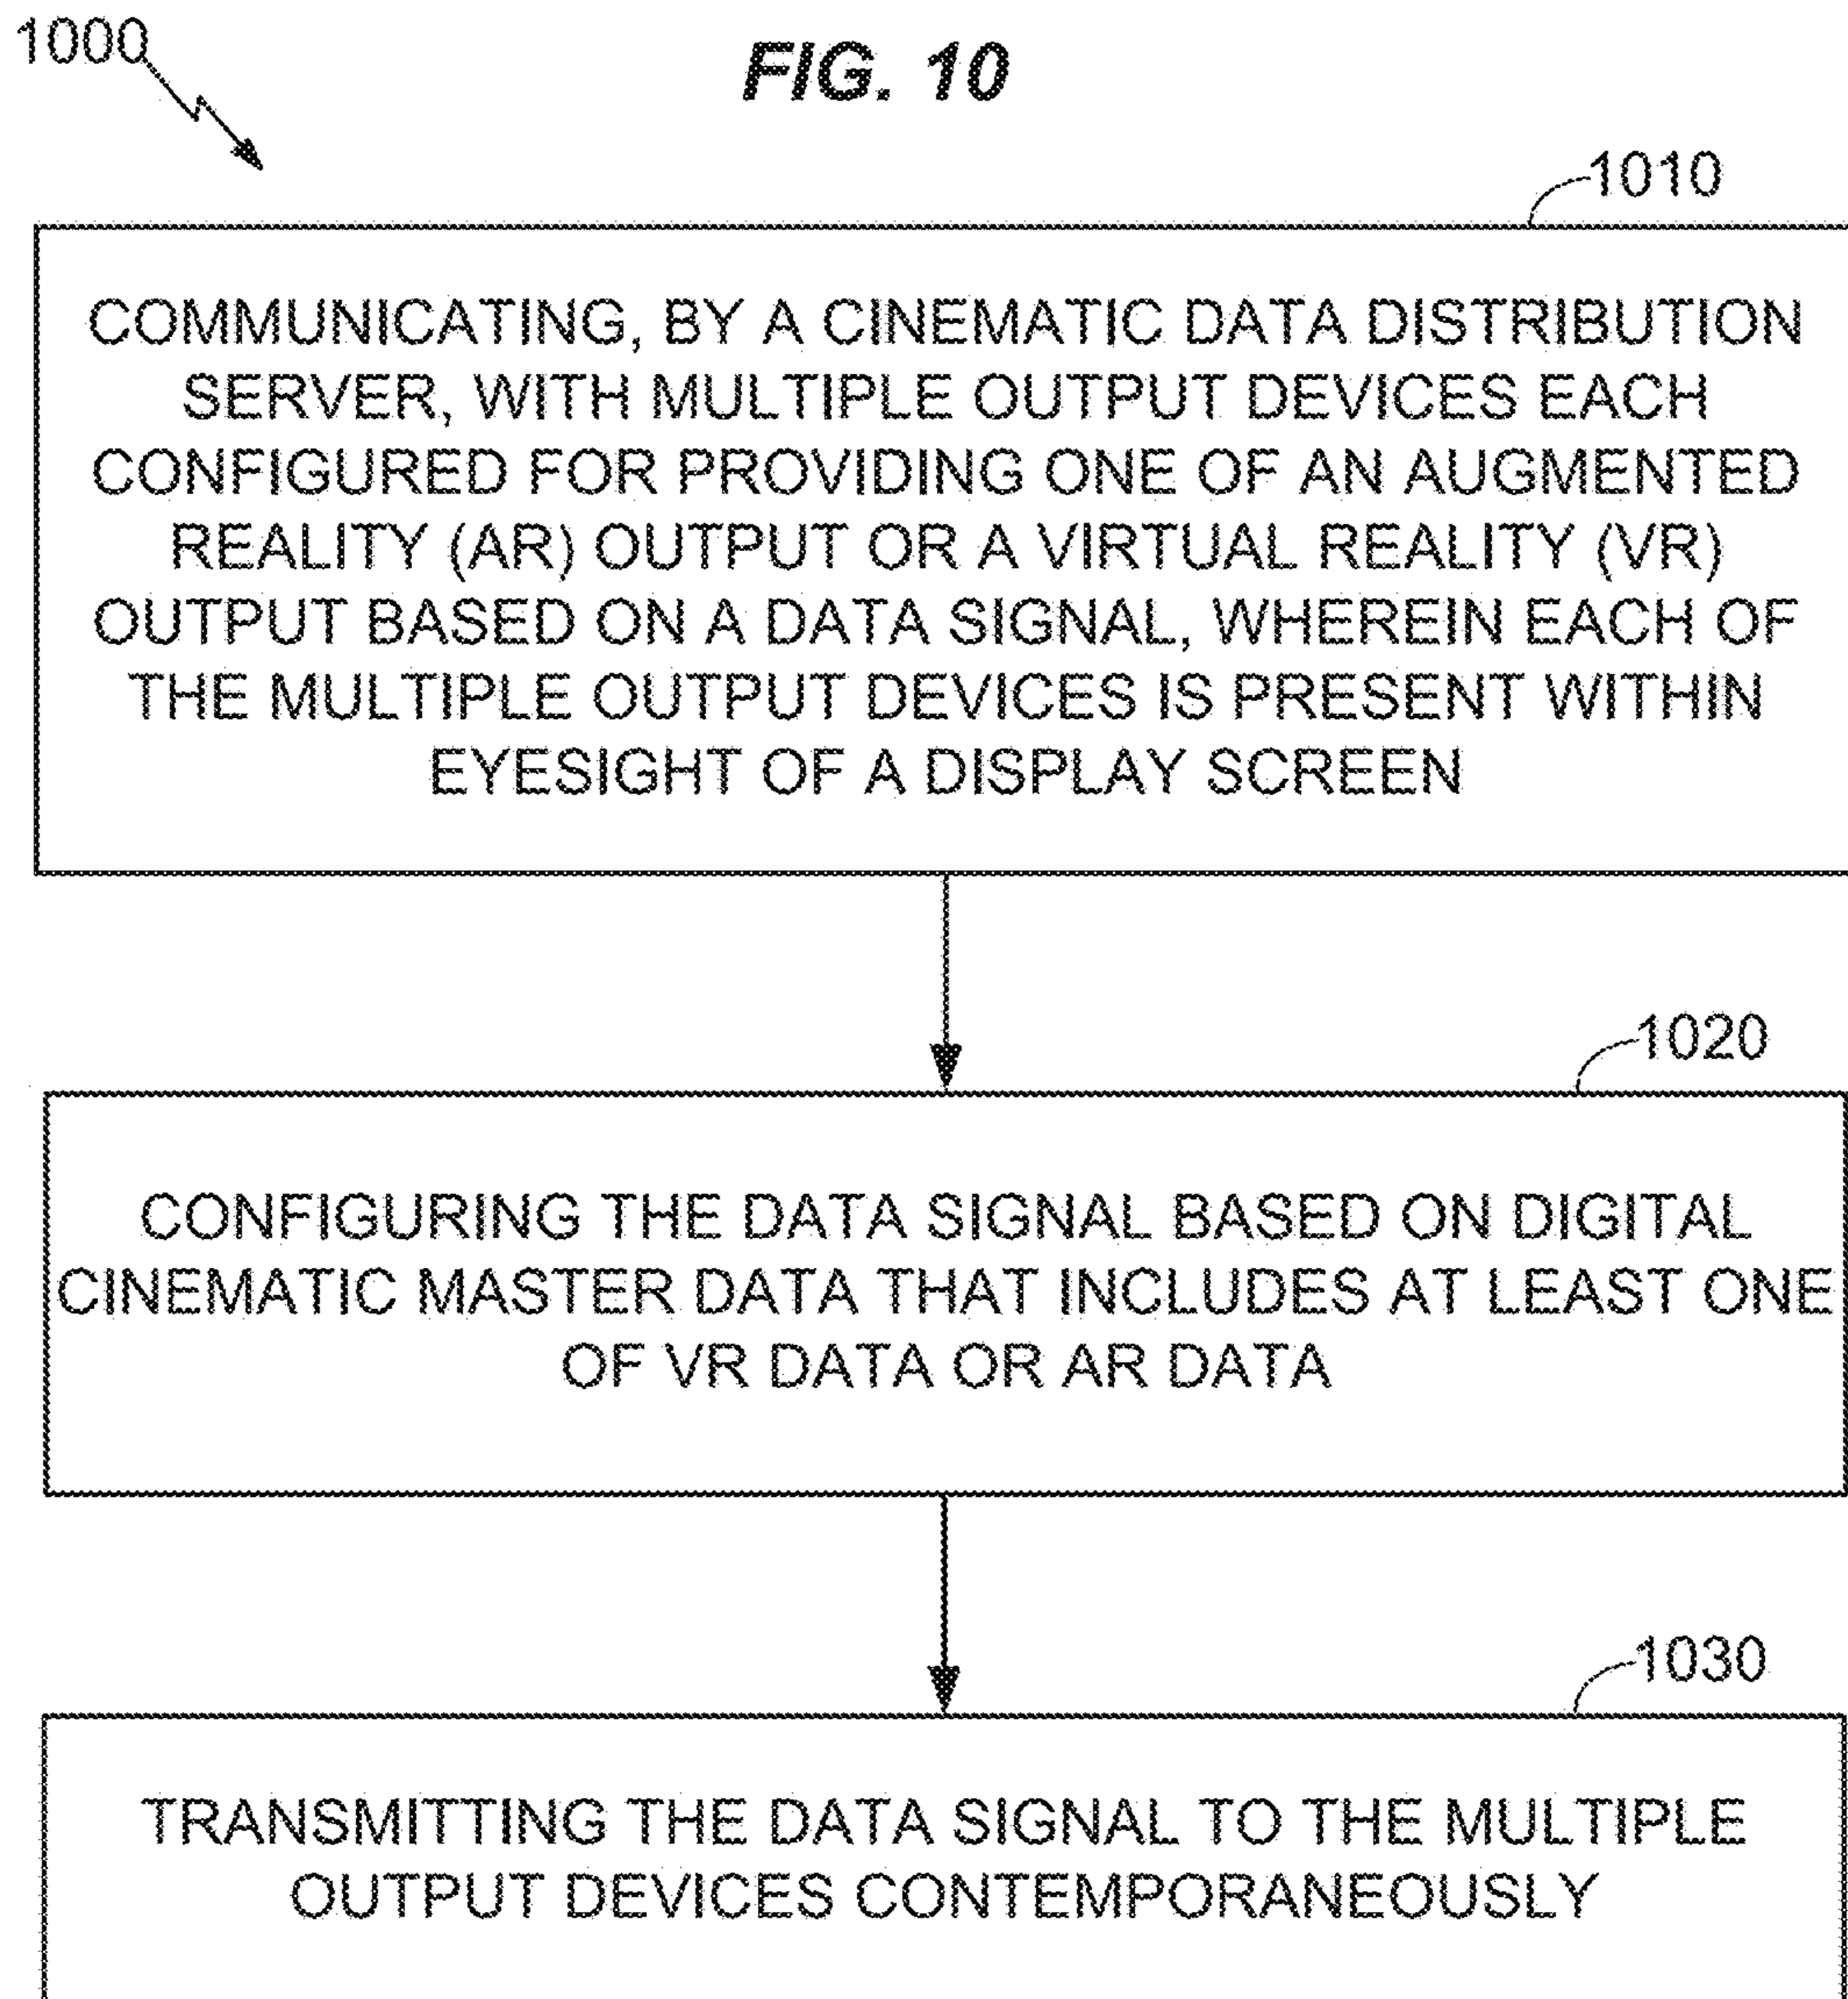 1000
FIG. 10
1010
COMMUNICATING, BY A CINEMATIC DATA DISTRIBUTION
SERVER, WITH MULTIPLE OUTPUT DEVICES EACH
CONFIGURED FOR PROVIDING ONE OF AN AUGMENTED
REALITY (AR) OUTPUT OR A VIRTUAL REALITY (VR)
OUTPUT BASED ON A DATA SIGNAL, WHEREIN EACH OF
THE MULTIPLE OUTPUT DEVICES IS PRESENT WITHIN
EYESIGHT OF A DISPLAY SCREEN
1020
CONFIGURING THE DATA SIGNAL BASED ON DIGITAL
CINEMATIC MASTER DATA THAT INCLUDES AT LEAST ONE
OF VR DATA OR AR DATA
1030
TRANSMITTING THE DATA SIGNAL TO THE MULTIPLE
OUTPUT DEVICES CONTEMPORANEOUSLY